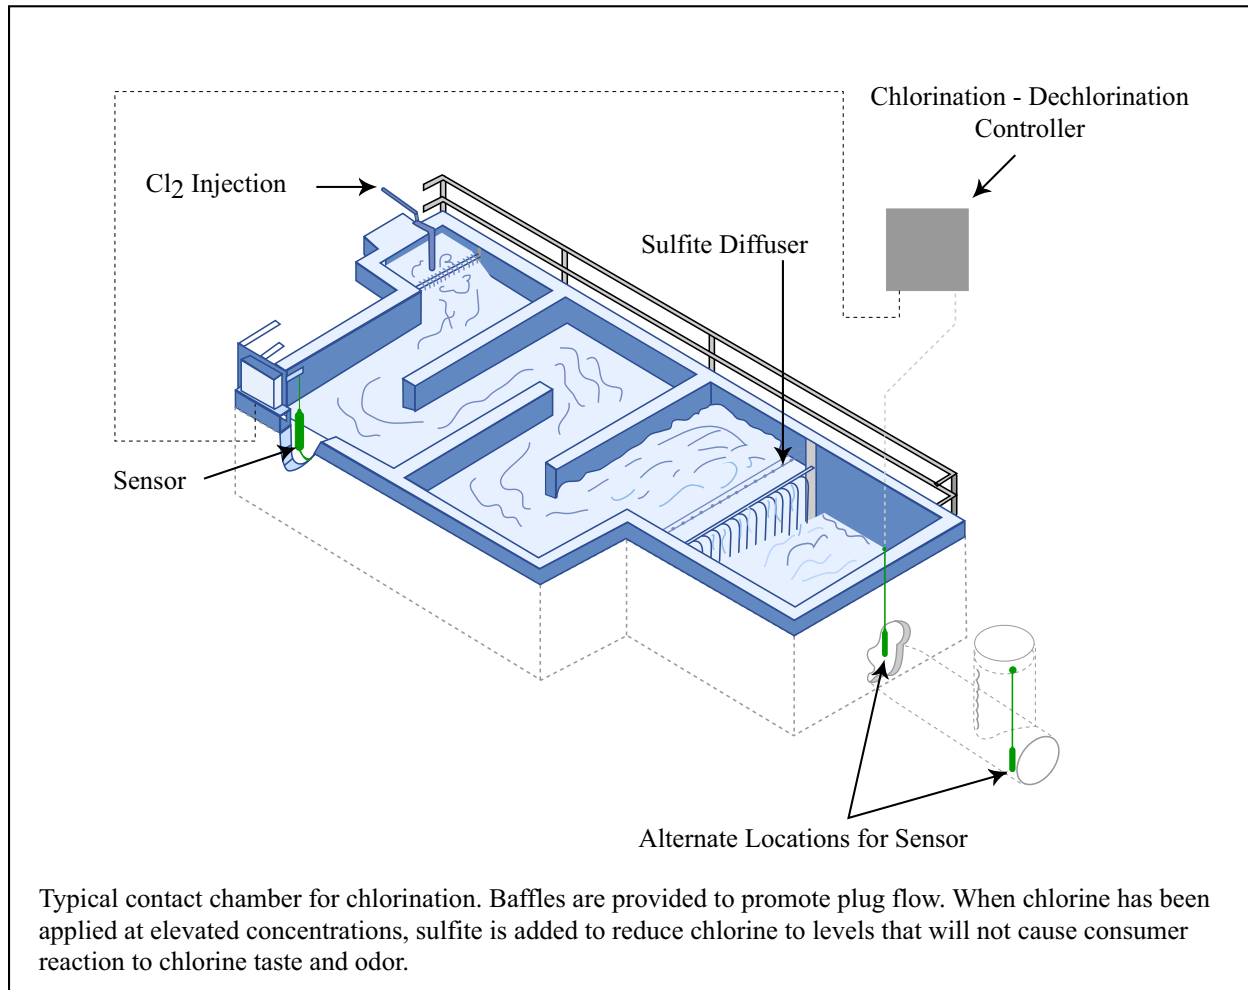 Chlorination - Dechlorination
Controller
Cl2 Injection
Sulfite Diffuser
Sensor
Alternate Locations for Sensor
Typical contact chamber for chlorination. Baffles are provided to promote plug flow. When chlorine has been
applied at elevated concentrations, sulfite is added to reduce chlorine to levels that will not cause consumer
reaction to chlorine taste and odor.